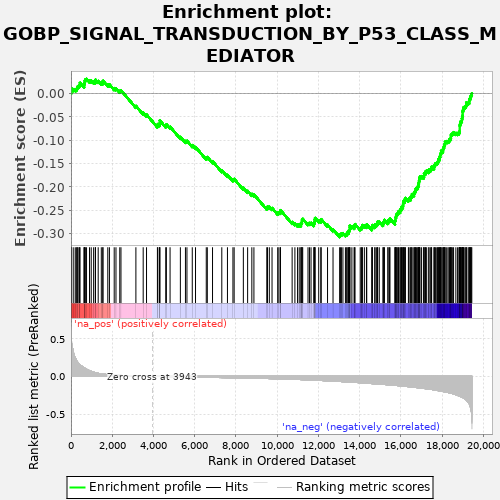 Enrichment plot:
GOBP_SIGNAL_TRANSDUCTION_BY_P53_CLASS_M
EDIATOR
Enrichment score (ES)
0.00
-0.05
-0.10
-0.15
-0.20
-0.25
-0.30
'na_pos' (positively correlated)
Ranked list metric (PreRanked)
0.5
0.0
-0.5
Zero cross at 3943
'na_neg' (negatively correlated)
0
2,000
4,000
6,000
8,000
10,000
12,000
14,000
16,000
18,000
20,000
Rank in Ordered Dataset
Enrichment profile
Hits
Ranking metric scores